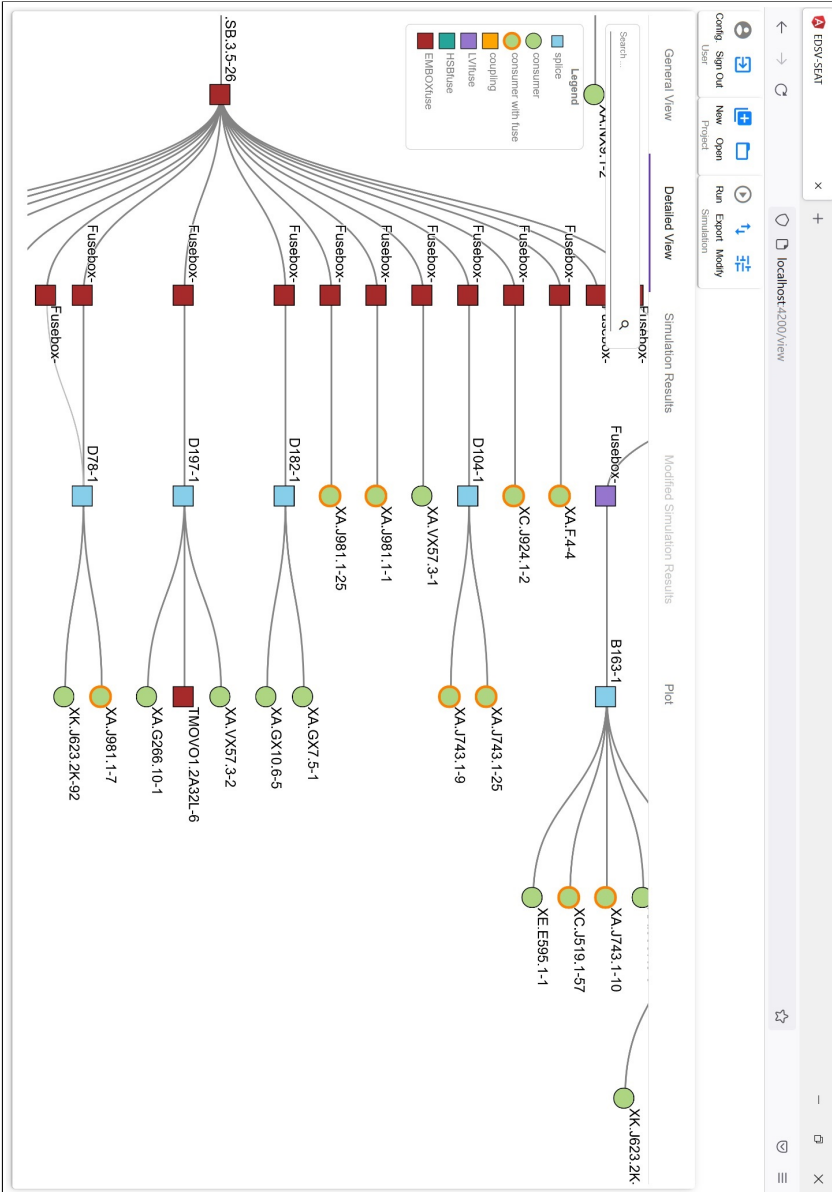 EDSV-SEAT
localhost:4200/view
Config. Sign Out New Open Run Export Modify
User Project Simulation
General View Detailed View Simulation Results Modified Simulation Results Plot
Search ...
Legend
splice
consumer
consumer with fuse
coupling
LVIfuse
HSBfuse
EMBOXfuse
XA.NX9.1-2
Fusebox-
Fusebox-
B163-1
XK.J623.2K-
XA.J743.1-10
XC.J519.1-57
XE.E595.1-1
Fusebox-
XA.F.4-4
Fusebox-
XC.J924.1-2
Fusebox-
D104-1
XA.J743.1-25
XA.J743.1-9
Fusebox-
XA.VX57.3-1
Fusebox-
XA.J981.1-1
Fusebox-
XA.J981.1-25
Fusebox-
D182-1
XA.GX7.5-1
XA.GX10.6-5
.SB.3.5-26
Fusebox-
D197-1
XA.VX57.3-2
TMOVO1.2A32L-6
XA.G266.10-1
Fusebox-
D78-1
XA.J981.1-7
XK.J623.2K-92
Fusebox-